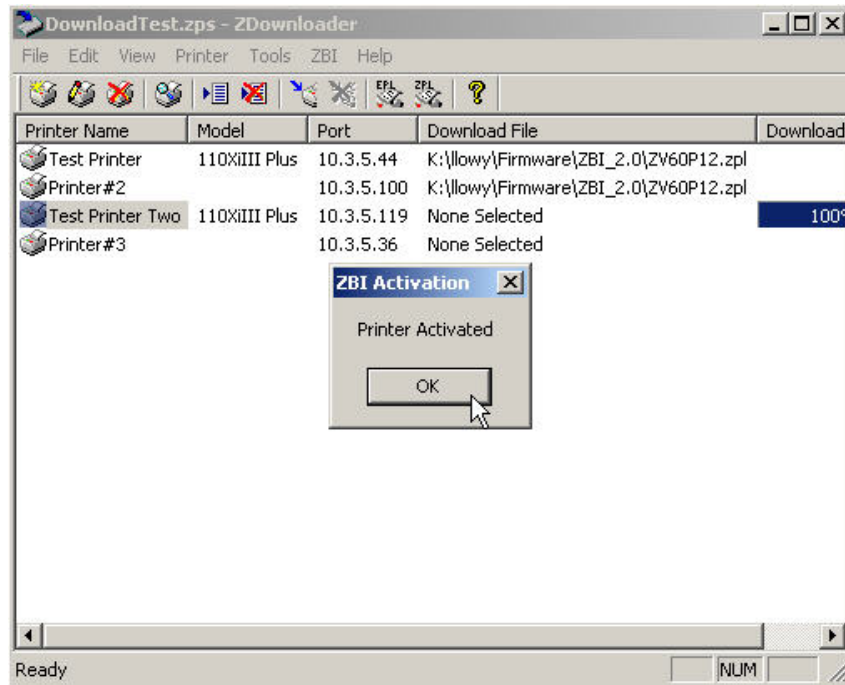 DownloadTest.zps - ZDownloader
File Edit View Printer Tools ZBI Help
EPL ZPL ?
Printer Name Model Port Download File Download
Test Printer 110XiIII Plus 10.3.5.44 K:\llowy\Firmware\ZBI_2.0\ZV60P12.zpl
Printer#2 10.3.5.100 K:\llowy\Firmware\ZBI_2.0\ZV60P12.zpl
Test Printer Two 110XiIII Plus 10.3.5.119 None Selected 100%
Printer#3 10.3.5.36 None Selected
ZBI Activation
Printer Activated
OK
Ready NUM